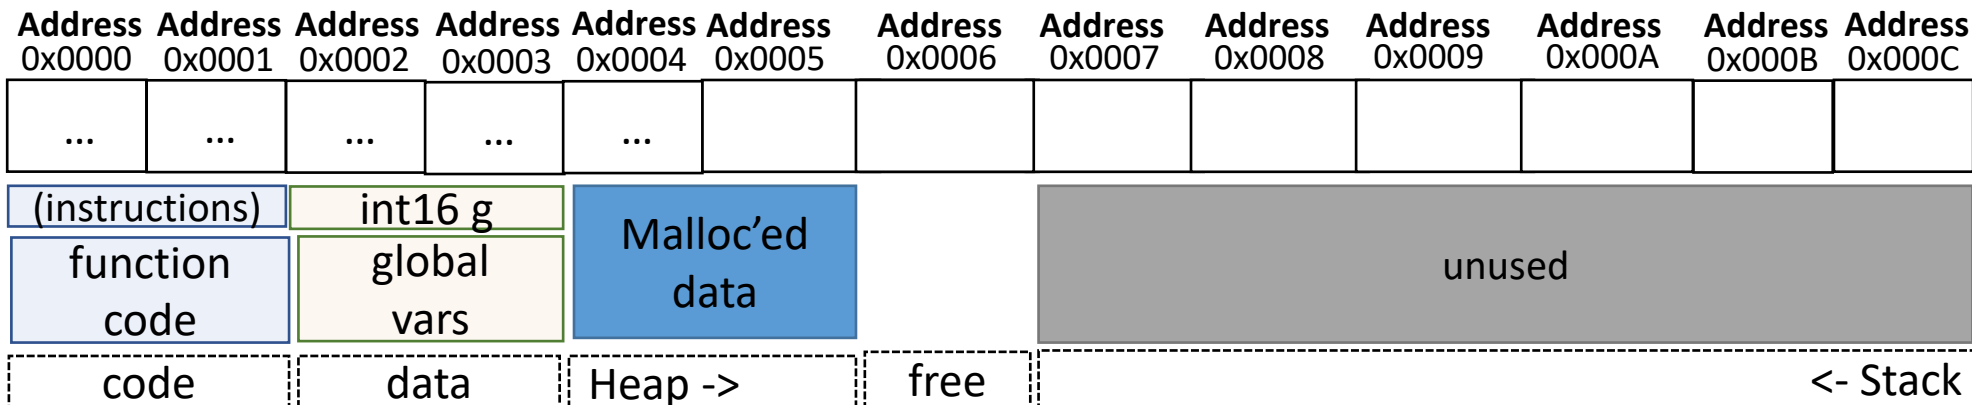 Address Address Address Address Address Address Address Address Address Address Address Address Address
0x0000 0x0001 0x0002 0x0003 0x0004 0x0005 0x0006 0x0007 0x0008 0x0009 0x000A 0x000B 0x000C
... ... ... ... ...
(instructions) int16 g
function code
global vars
Malloc’ed data
unused
code data Heap -> free <- Stack